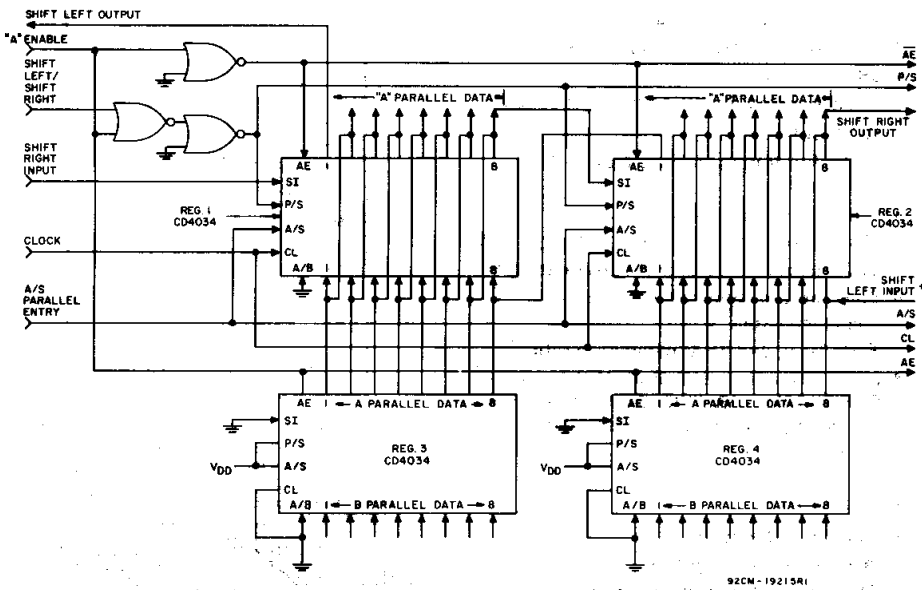 SHIFT LEFT OUTPUT
"A" ENABLE
SHIFT
LEFT/
SHIFT
RIGHT
SHIFT
RIGHT
INPUT
CLOCK
A/S
PARALLEL
ENTRY
AE
P/S
"A" PARALLEL DATA
"A" PARALLEL DATA
SHIFT RIGHT
OUTPUT
AE 1 8
SI
P/S
A/S
CL
A/B 8
REG. 1
CD4034
AE 1 8
SI
P/S
A/S
CL
A/B 8
REG. 2
CD4034
SHIFT
LEFT INPUT
A/S
CL
AE
AE 1 A PARALLEL DATA 8
SI
P/S
A/S
CL
A/B 1 B PARALLEL DATA 8
REG. 3
CD4034
VDD
AE 1 A PARALLEL DATA 8
SI
P/S
A/S
CL
A/B 1 B PARALLEL DATA 8
REG. 4
CD4034
VDD
92CM-19215R1